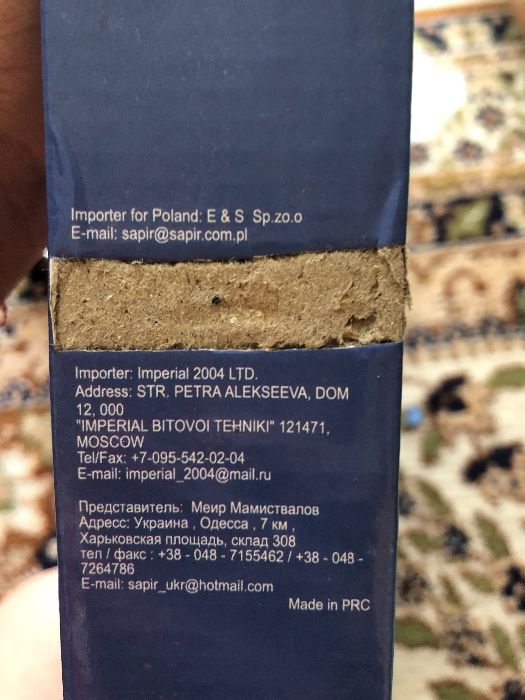 Importer for Poland: E & S Sp.zo.o
E-mail: sapir@sapir.com.pl
Importer: Imperial 2004 LTD.
Address: STR. PETRA ALEKSEEVA, DOM
12, 000
"IMPERIAL BITOVOI TEHNIKI" 121471,
MOSCOW
Tel/Fax: +7-095-542-02-04
E-mail: imperial_2004@mail.ru
Представитель: Меир Мамиствалов
Адрес: Украина , Одесса , 7 км ,
Харьковская площадь, склад 308
тел / факс : +38 - 048 - 7155462 / +38 - 048 -
7264786
E-mail: sapir_ukr@hotmail.com
Made in PRC